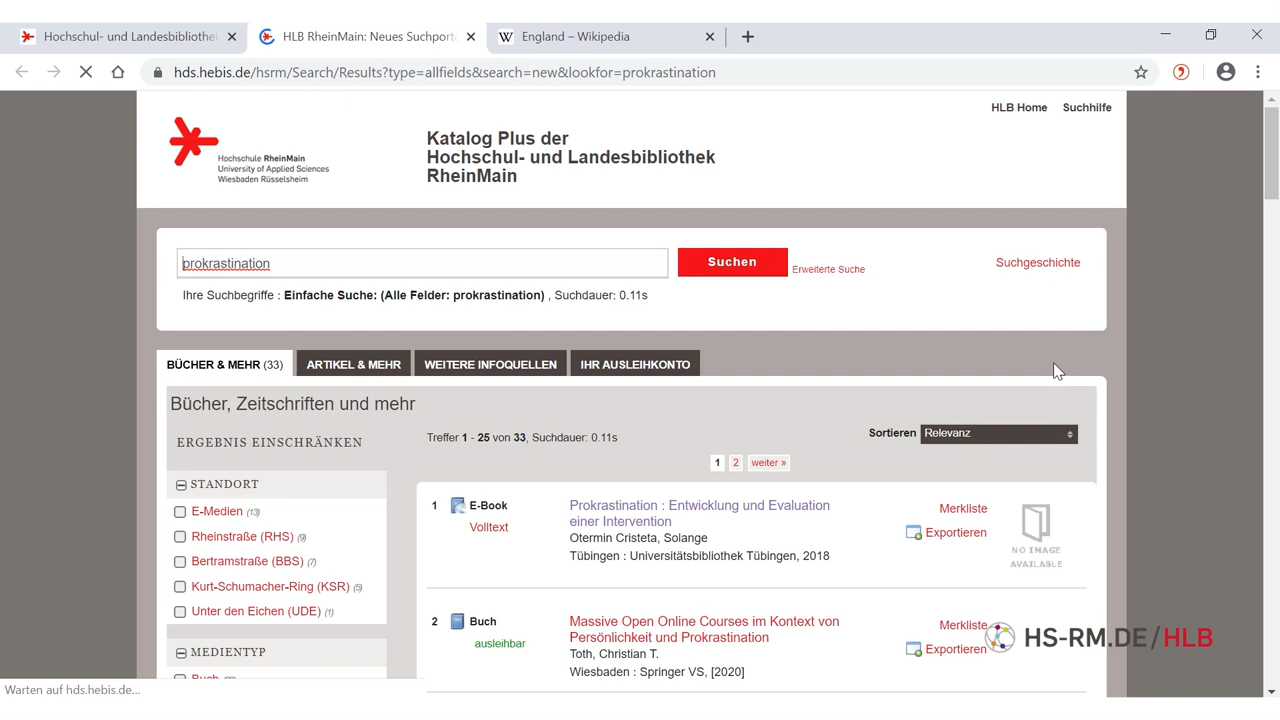 Hochschul- und Landesbibliothe
HLB RheinMain: Neues Suchport
England – Wikipedia
hds.hebis.de/hsrm/Search/Results?type=allfields&search=new&lookfor=prokrastination
HLB Home Suchhilfe
Hochschule RheinMain
University of Applied Sciences
Wiesbaden Rüsselsheim
Katalog Plus der
Hochschul- und Landesbibliothek
RheinMain
prokrastination
Suchen
Erweiterte Suche
Suchgeschichte
Ihre Suchbegriffe : Einfache Suche: (Alle Felder: prokrastination) , Suchdauer: 0.11s
BÜCHER & MEHR (33)
ARTIKEL & MEHR
WEITERE INFOQUELLEN
IHR AUSLEIHKONTO
Bücher, Zeitschriften und mehr
ERGEBNIS EINSCHRÄNKEN
Treffer 1 - 25 von 33, Suchdauer: 0.11s
Sortieren Relevanz
1 2 weiter »
STANDORT
E-Medien (13)
Rheinstraße (RHS) (9)
Bertramstraße (BBS) (7)
Kurt-Schumacher-Ring (KSR) (5)
Unter den Eichen (UDE) (1)
MEDIENTYP
Buch
1 E-Book
Volltext
Prokrastination : Entwicklung und Evaluation
einer Intervention
Otermin Cristeta, Solange
Tübingen : Universitätsbibliothek Tübingen, 2018
Merkliste
Exportieren
NO IMAGE
AVAILABLE
2 Buch
ausleihbar
Massive Open Online Courses im Kontext von
Persönlichkeit und Prokrastination
Toth, Christian T.
Wiesbaden : Springer VS, [2020]
Merkliste
Exportieren
HS-RM.DE/HLB
Warten auf hds.hebis.de...